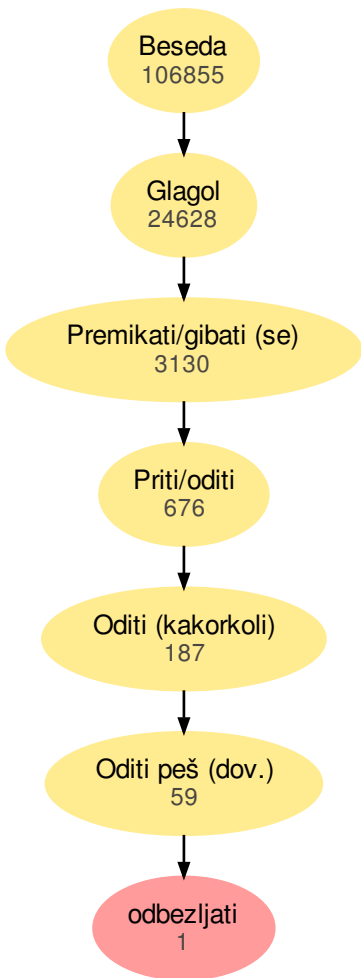 Beseda
106855
Glagol
24628
Premikati/gibati (se)
3130
Priti/oditi
676
Oditi (kakorkoli)
187
Oditi peš (dov.)
59
odbezljati
1